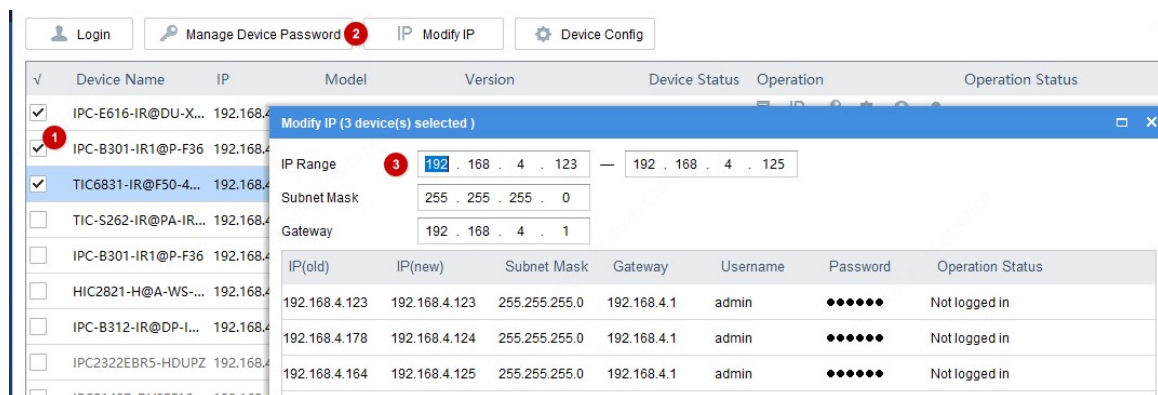 Login Manage Device Password 2 IP Modify IP Device Config
√ Device Name IP Model Version Device Status Operation Operation Status
IPC-E616-IR@DU-X... 192.168.4
Modify IP (3 device(s) selected )
1
IPC-B301-IR1@P-F36 192.168.4
IP Range 3 192 . 168 . 4 . 123 — 192 . 168 . 4 . 125
TIC6831-IR@F50-4... 192.168.4
Subnet Mask 255 . 255 . 255 . 0
TIC-S262-IR@PA-IR... 192.168.4
Gateway 192 . 168 . 4 . 1
IPC-B301-IR1@P-F36 192.168.4
IP(old) IP(new) Subnet Mask Gateway Username Password Operation Status
HIC2821-H@A-WS-... 192.168.4
192.168.4.123 192.168.4.123 255.255.255.0 192.168.4.1 admin ●●●●●● Not logged in
IPC-B312-IR@DP-I... 192.168.4
192.168.4.178 192.168.4.124 255.255.255.0 192.168.4.1 admin ●●●●●● Not logged in
IPC2322EBR5-HDUPZ 192.168.4
192.168.4.164 192.168.4.125 255.255.255.0 192.168.4.1 admin ●●●●●● Not logged in